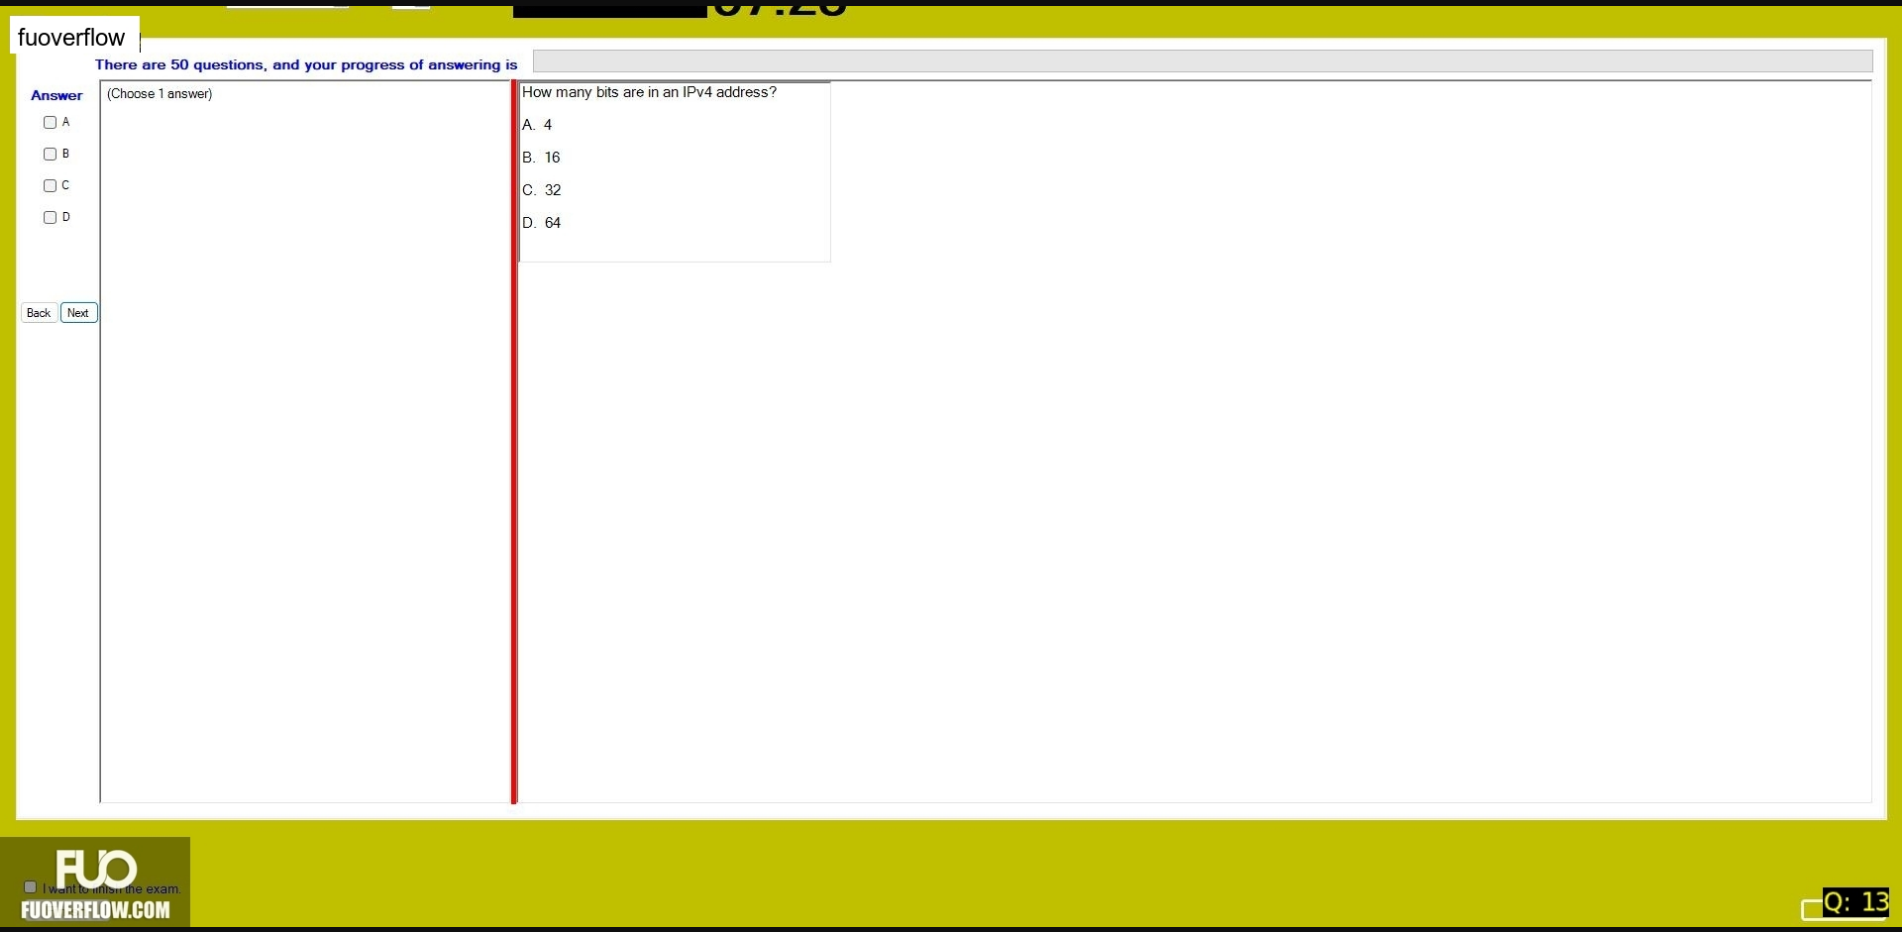 fuoverflow
There are 50 questions, and your progress of answering is
Answer
(Choose 1 answer)
A
B
C
D
Back Next
How many bits are in an IPv4 address?
A. 4
B. 16
C. 32
D. 64
FUO
I want to finish the exam.
FUOVERFLOW.COM
Q: 13